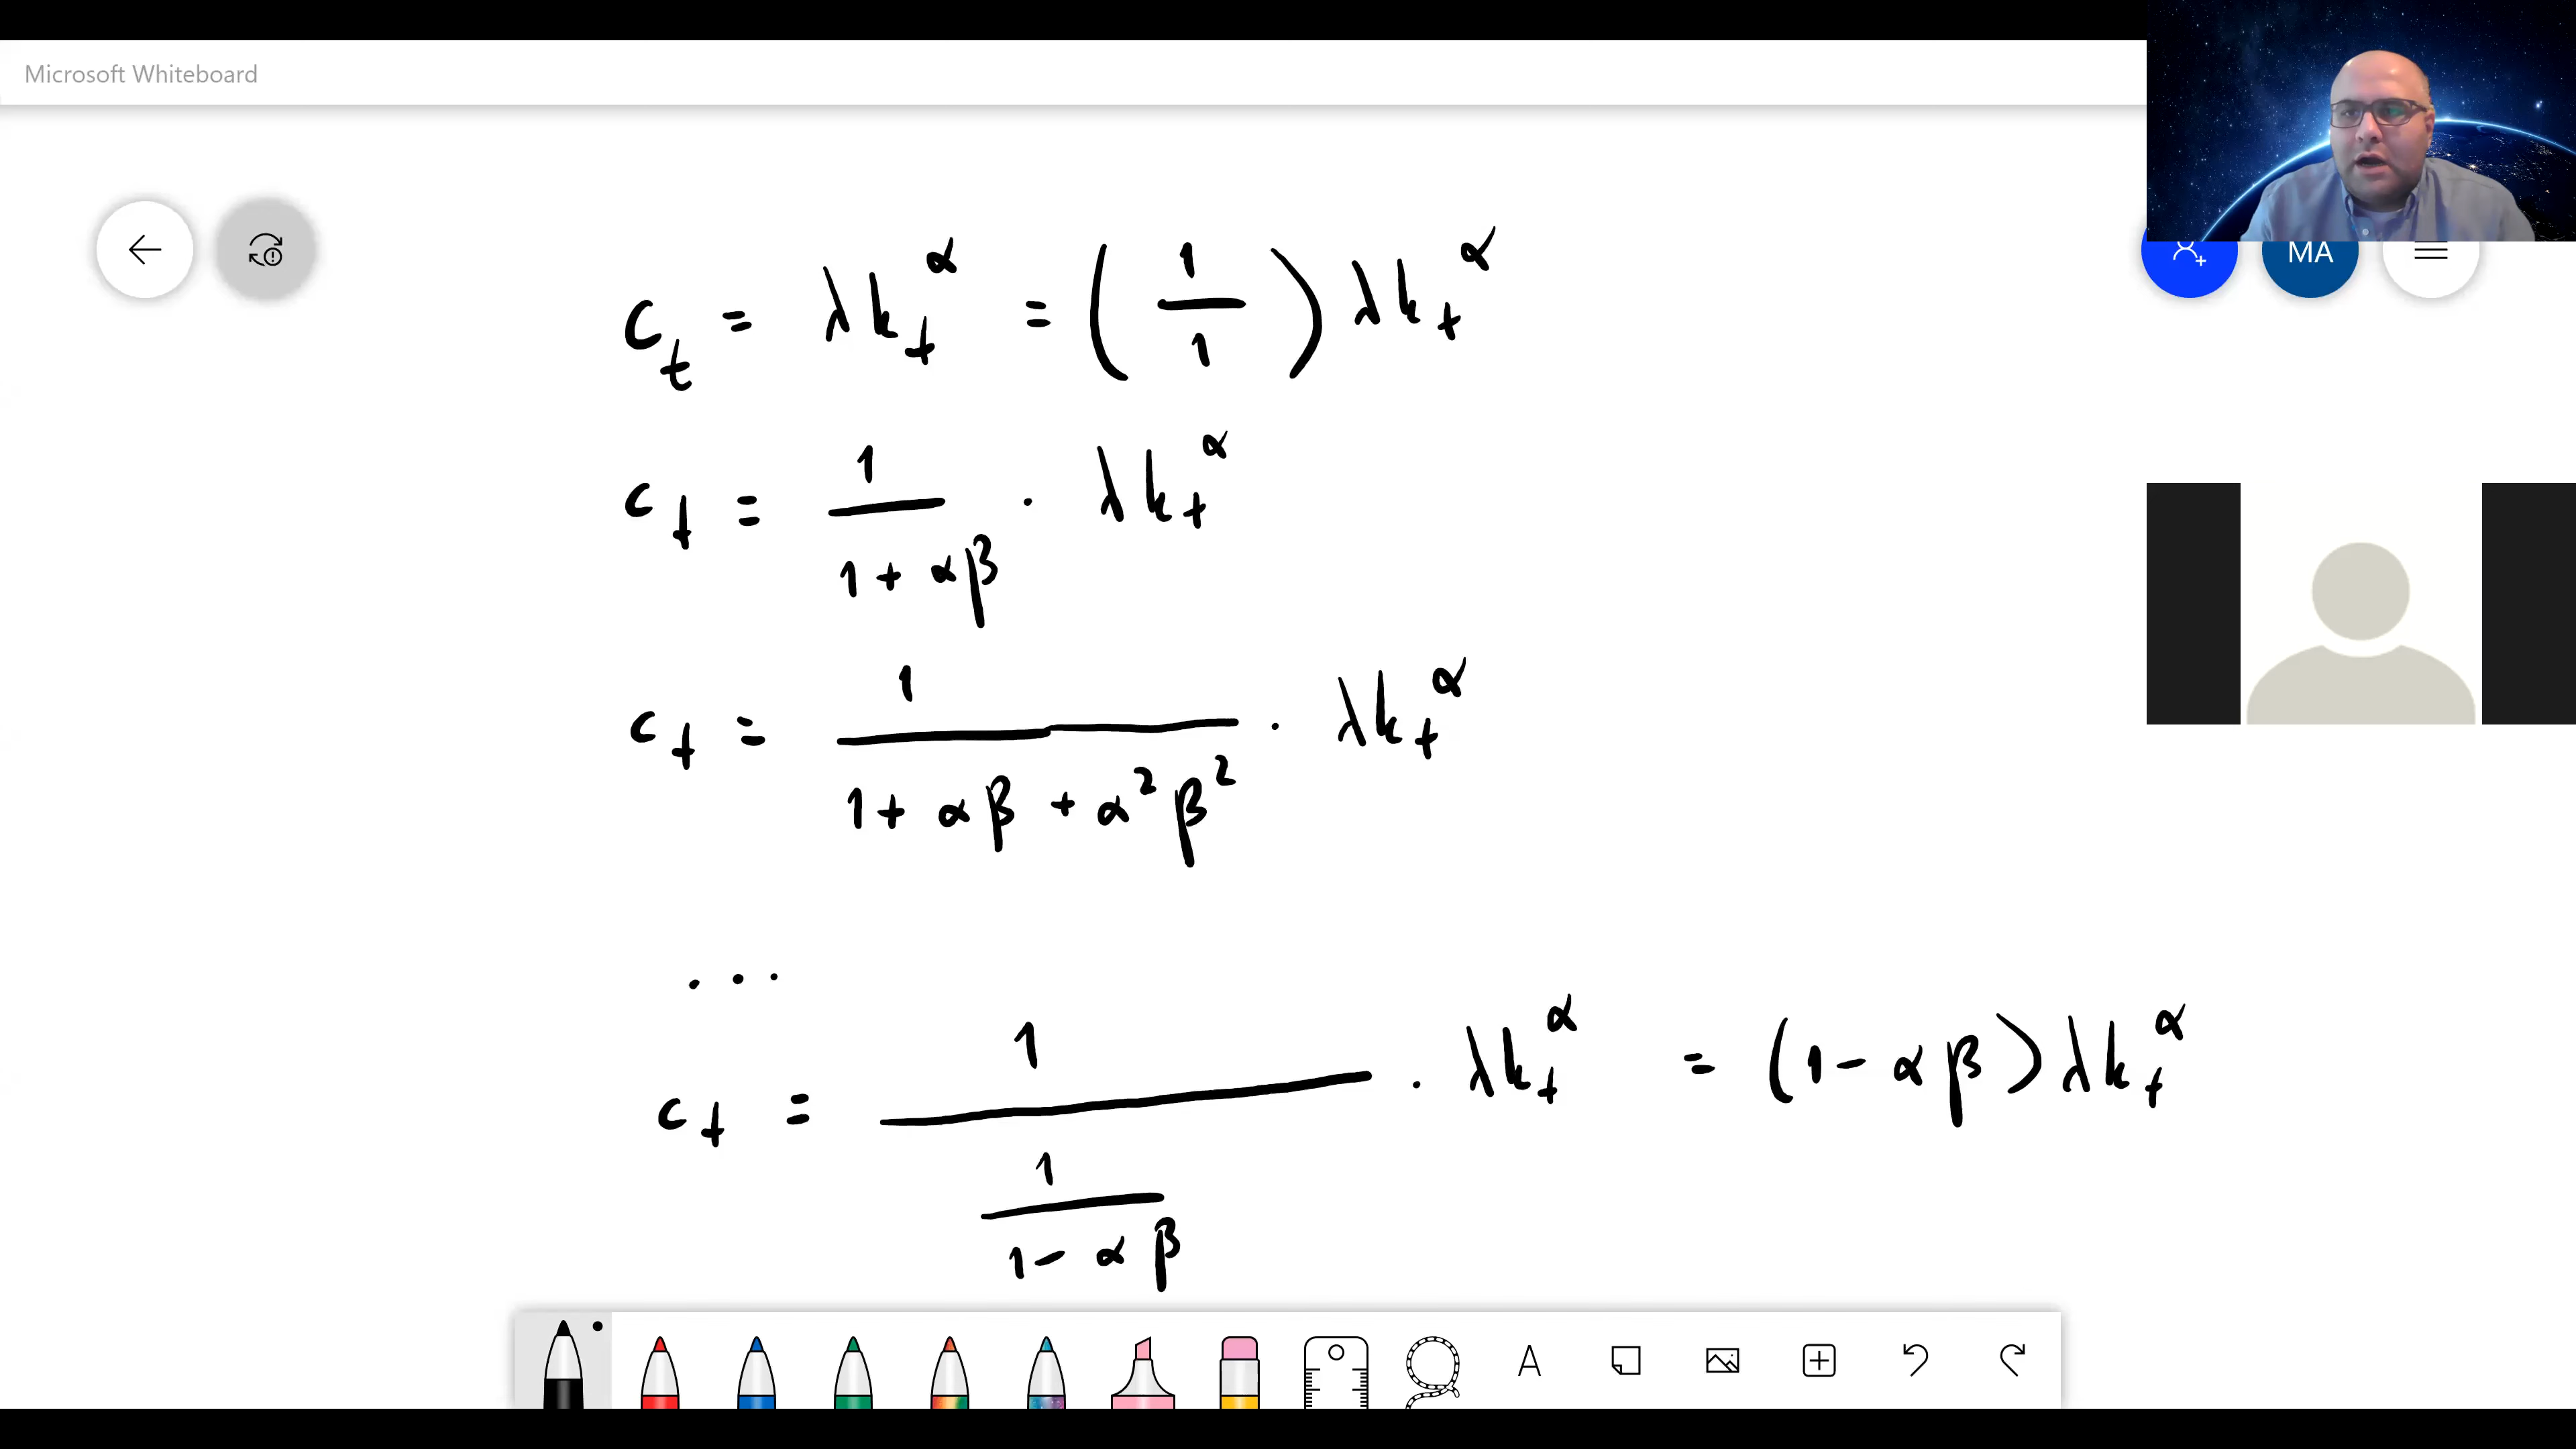 Microsoft Whiteboard
MA
c_t = λk_t^α = (1/1) λk_t^α
c_t = 1/(1 + αβ) · λk_t^α
c_t = 1/(1 + αβ + α²β²) · λk_t^α
...
c_t = 1/(1/(1 - αβ)) · λk_t^α = (1 - αβ)λk_t^α
A